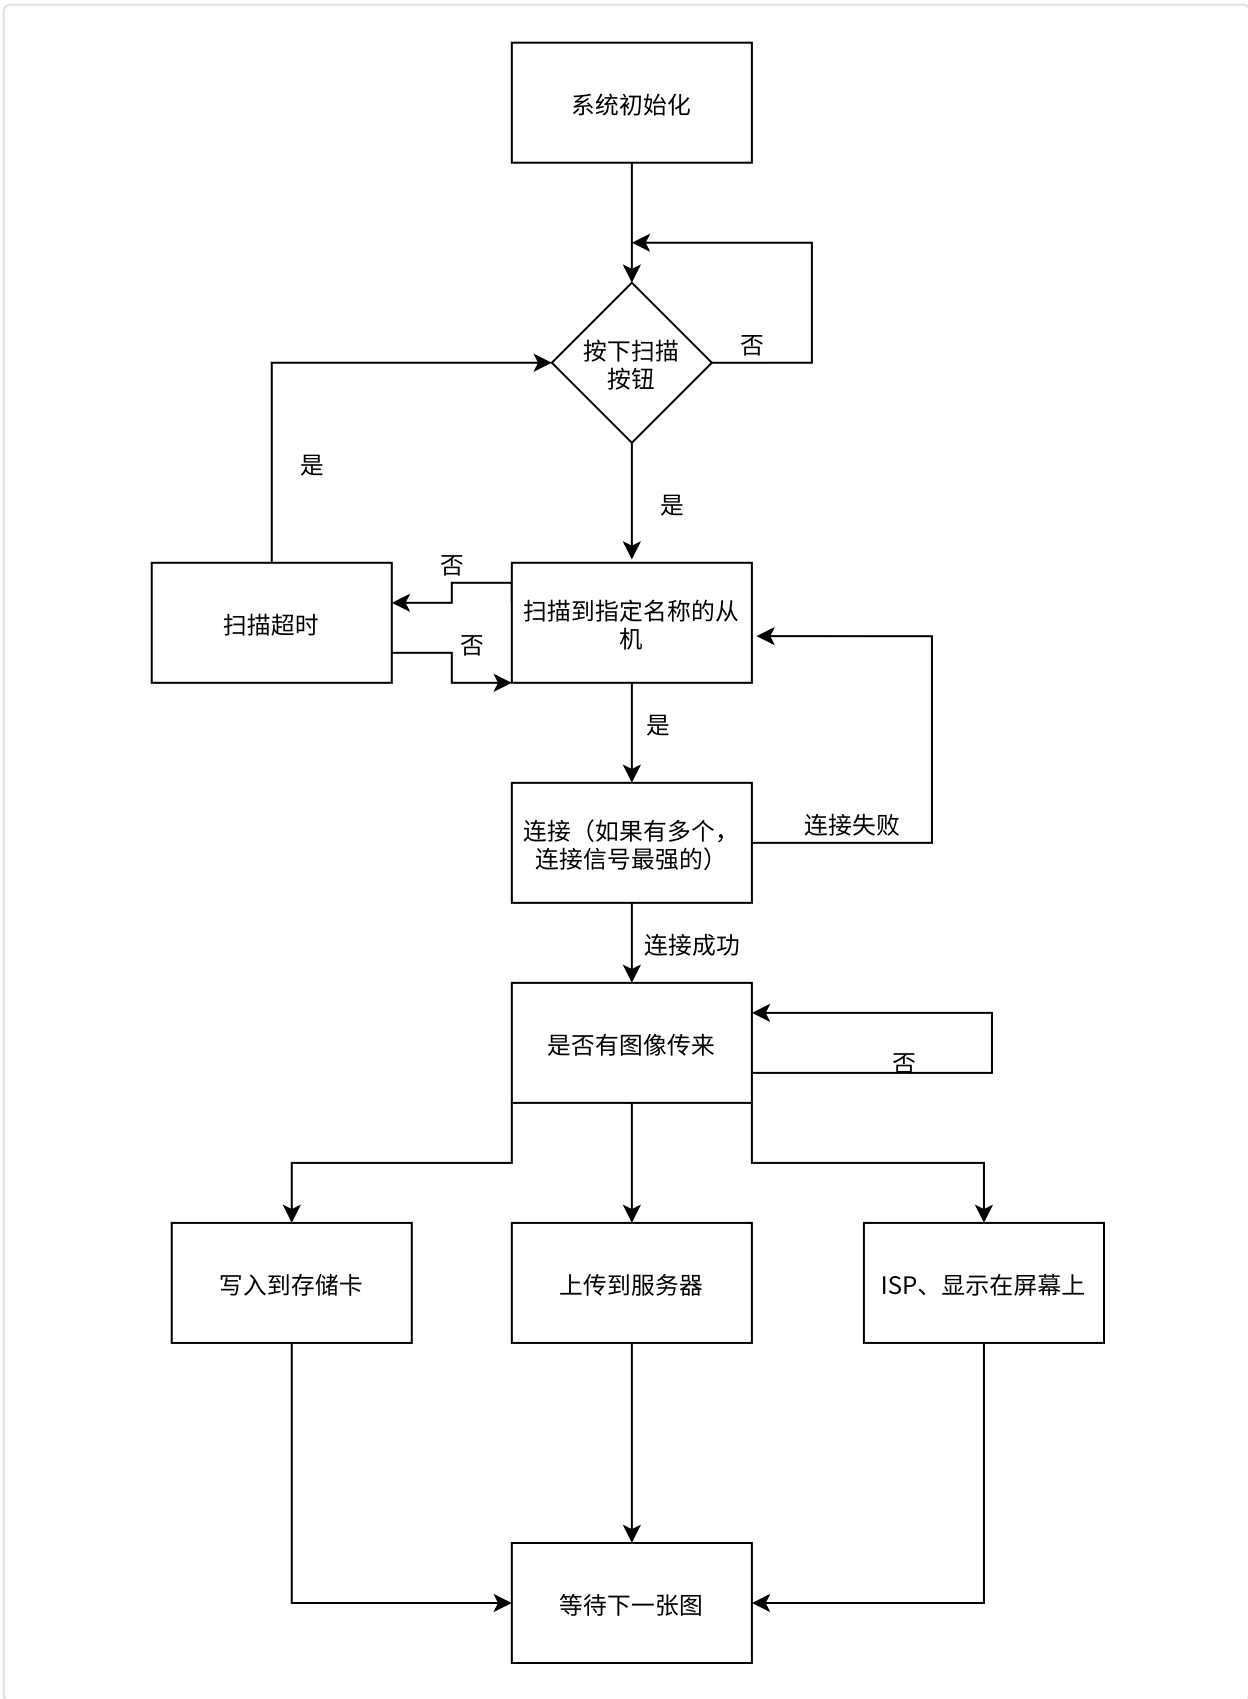 系统初始化
按下扫描
按钮
否
是
是
扫描超时
否
否
扫描到指定名称的从
机
是
连接（如果有多个，
连接信号最强的）
连接失败
连接成功
是否有图像传来
否
写入到存储卡
上传到服务器
ISP、显示在屏幕上
等待下一张图